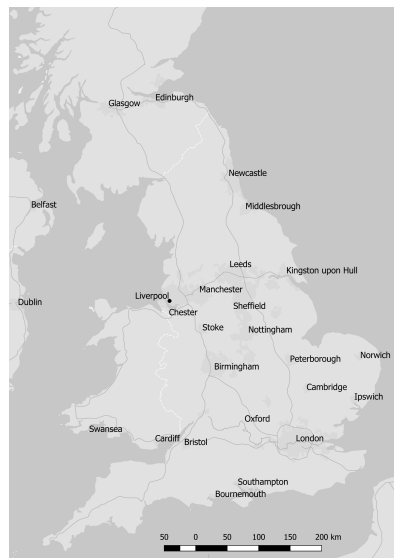 Edinburgh
Glasgow
Newcastle
Belfast
Middlesbrough
Leeds
Kingston upon Hull
Manchester
Liverpool
Dublin
Sheffield
Chester
Stoke
Nottingham
Norwich
Peterborough
Birmingham
Cambridge
Ipswich
Oxford
Swansea
Cardiff
Bristol
London
Southampton
Bournemouth
50 0 50 100 150 200 km